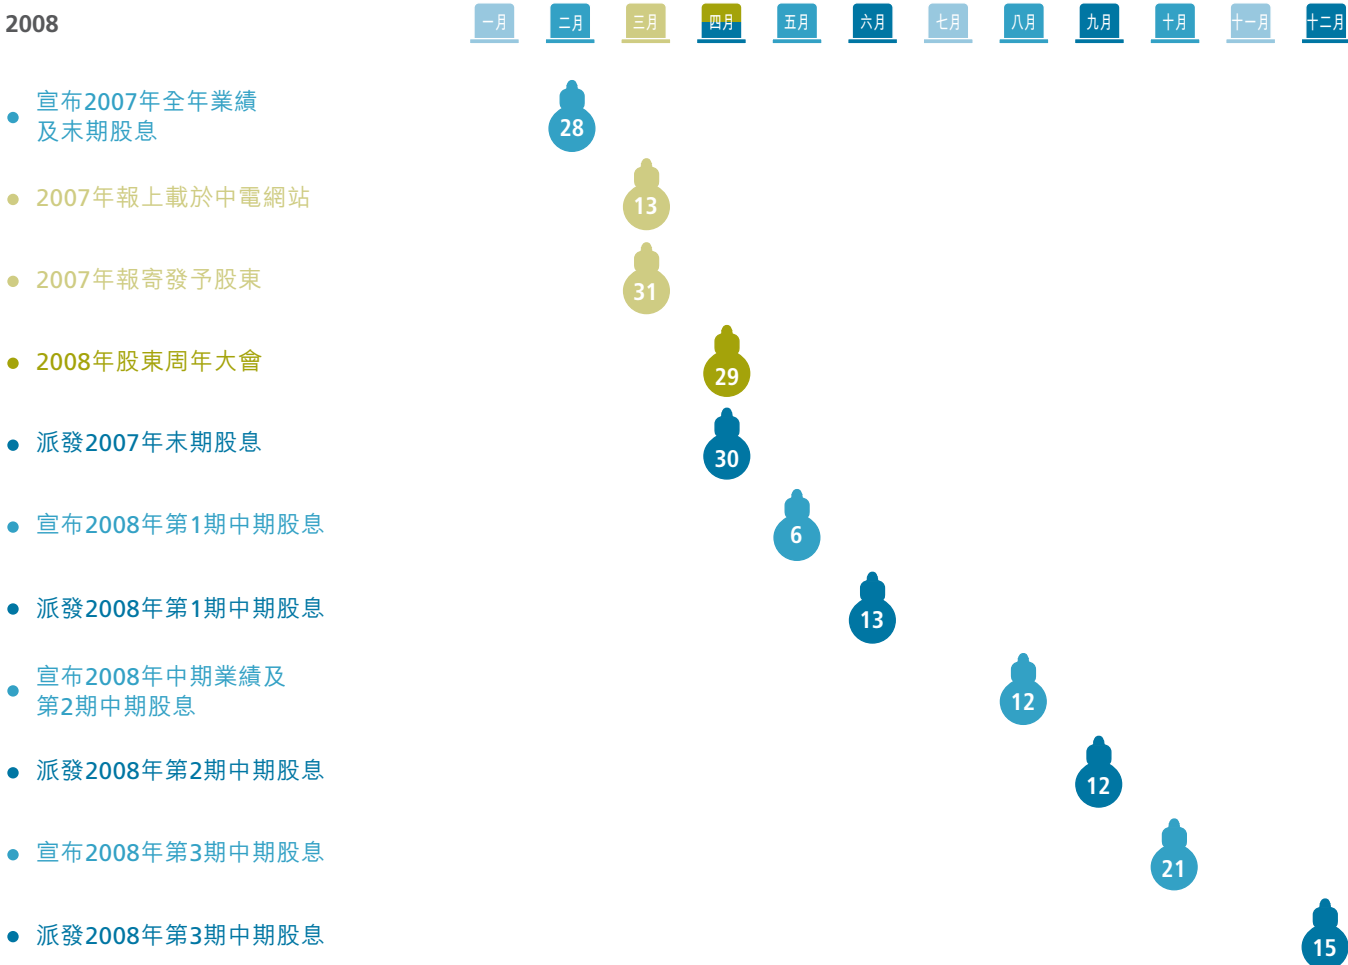 2008
一月 二月 三月 四月 五月 六月 七月 八月 九月 十月 十一月 十二月
宣布2007年全年業績
及末期股息
28
2007年報上載於中電網站
13
2007年報寄發予股東
31
2008年股東周年大會
29
派發2007年末期股息
30
宣布2008年第1期中期股息
6
派發2008年第1期中期股息
13
宣布2008年中期業績及
第2期中期股息
12
派發2008年第2期中期股息
12
宣布2008年第3期中期股息
21
派發2008年第3期中期股息
15